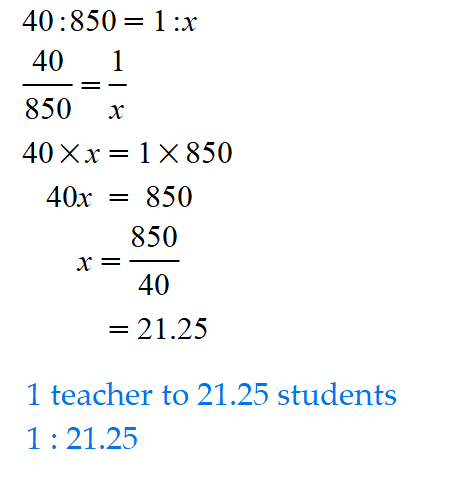 40 : 850 = 1 : x
40/850 = 1/x
40 × x = 1 × 850
40x = 850
x = 850/40
= 21.25
1 teacher to 21.25 students
1 : 21.25